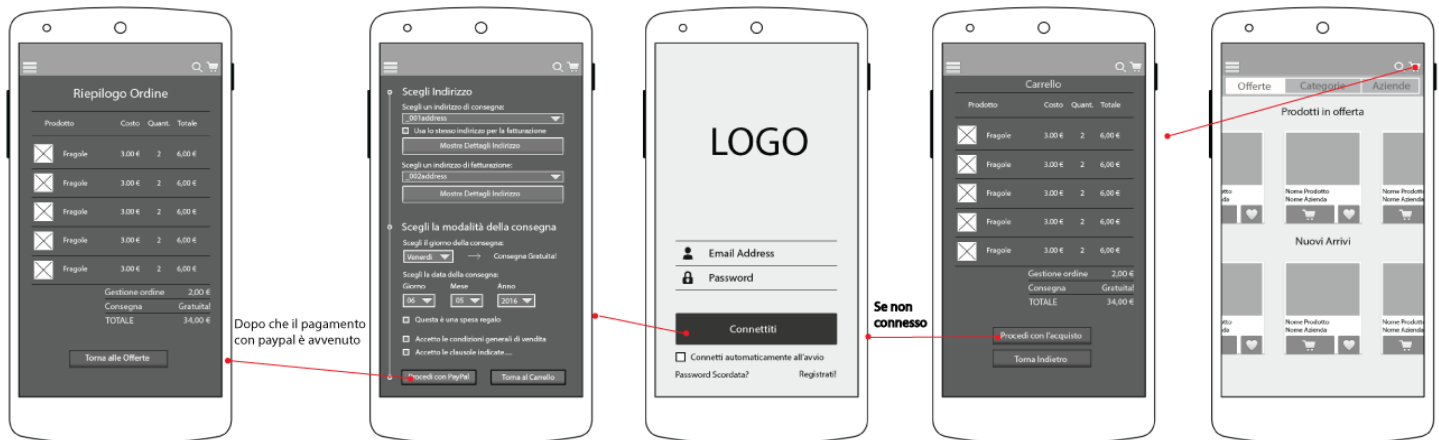 Riepilogo Ordine
Prodotto Costo Quant. Totale
Fragole 3.00 € 2 6,00 €
Fragole 3.00 € 2 6,00 €
Fragole 3.00 € 2 6,00 €
Fragole 3.00 € 2 6,00 €
Fragole 3.00 € 2 6,00 €
Gestione ordine 2,00 €
Consegna Gratuita!
TOTALE 34,00 €
Torna alle Offerte
Dopo che il pagamento
con paypal è avvenuto
Scegli Indirizzo
Scegli un indirizzo di consegna:
_001address
Usa lo stesso indirizzo per la fatturazione
Mostra Dettagli Indirizzo
Scegli un indirizzo di fatturazione:
_002address
Mostra Dettagli Indirizzo
Scegli la modalità della consegna
Scegli il giorno della consegna:
Venerdì → Consegna Gratuita!
Scegli la data della consegna:
Giorno Mese Anno
06 05 2016
Questa è una spesa regalo
Accetto le condizioni generali di vendita
Accetto le clausole indicate....
Procedi con PayPal Torna al Carrello
LOGO
Email Address
Password
Connettiti
Connetti automaticamente all'avvio
Password Scordata? Registrati!
Se non
connesso
Carrello
Prodotto Costo Quant. Totale
Fragole 3.00 € 2 6,00 €
Fragole 3.00 € 2 6,00 €
Fragole 3.00 € 2 6,00 €
Fragole 3.00 € 2 6,00 €
Fragole 3.00 € 2 6,00 €
Gestione ordine 2,00 €
Consegna Gratuita!
TOTALE 34,00 €
Procedi con l'acquisto
Torna Indietro
Offerte Categorie Aziende
Prodotti in offerta
Nome Prodotto Nome Prodott
Nome Azienda Nome Azienda
Nuovi Arrivi
Nome Prodotto Nome Prodott
Nome Azienda Nome Azienda